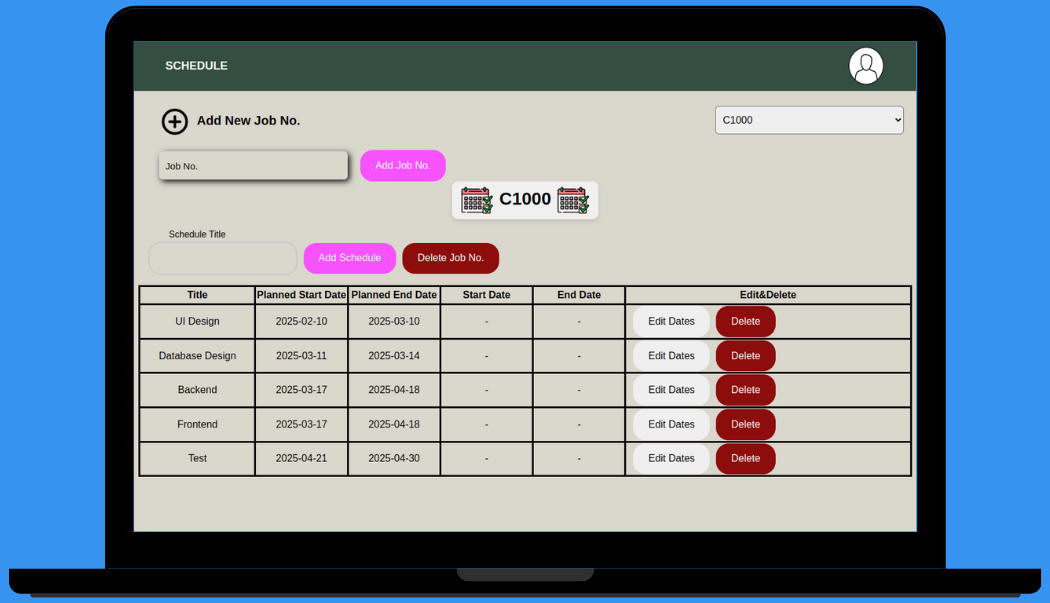 SCHEDULE
Add New Job No.
C1000
Job No.
Add Job No.
C1000
Schedule Title
Add Schedule
Delete Job No.
Title Planned Start Date Planned End Date Start Date End Date Edit&Delete
UI Design 2025-02-10 2025-03-10 - - Edit Dates Delete
Database Design 2025-03-11 2025-03-14 - - Edit Dates Delete
Backend 2025-03-17 2025-04-18 - - Edit Dates Delete
Frontend 2025-03-17 2025-04-18 - - Edit Dates Delete
Test 2025-04-21 2025-04-30 - - Edit Dates Delete